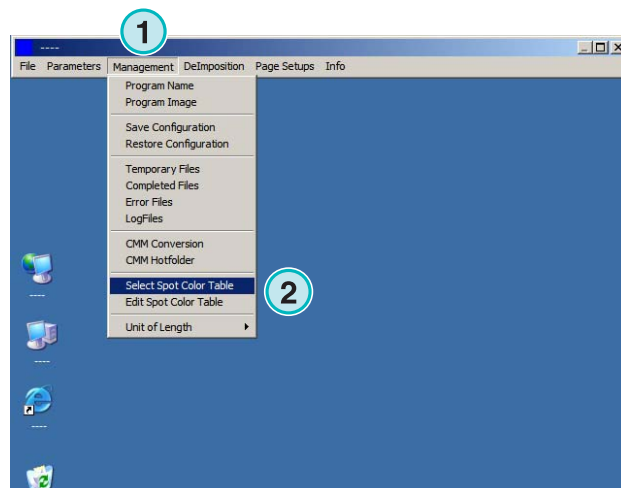 1
----
File Parameters Management DeImposition Page Setups Info
Program Name
Program Image
Save Configuration
Restore Configuration
Temporary Files
Completed Files
Error Files
LogFiles
CMM Conversion
CMM Hotfolder
Select Spot Color Table
2
Edit Spot Color Table
Unit of Length
----
----
----